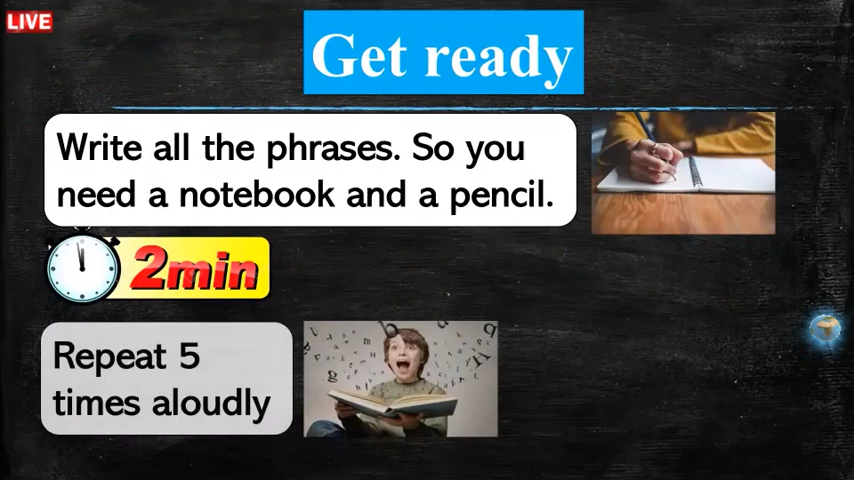 LIVE
Get ready
Write all the phrases. So you
need a notebook and a pencil.
2min
Repeat 5
times aloudly